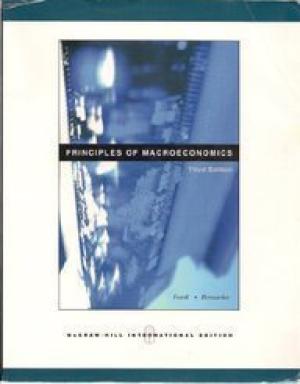 PRINCIPLES OF MACROECONOMICS
Third Edition
Frank • Bernanke
McGRAW-HILL INTERNATIONAL EDITION